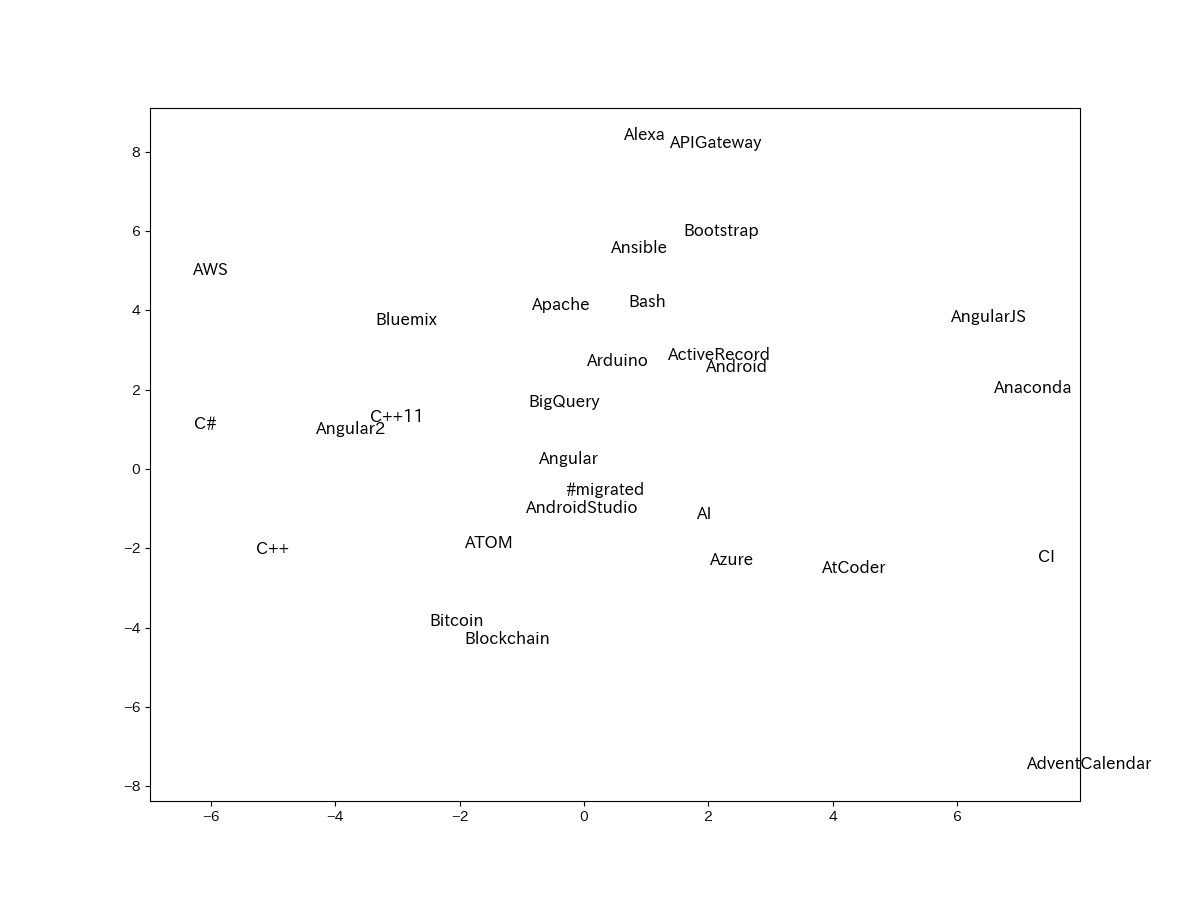 Alexa
APIGateway
8
Bootstrap
6
Ansible
AWS
Bash
Apache
4
AngularJS
Bluemix
ActiveRecord
Arduino
Android
2
Anaconda
BigQuery
C++11
C#
Angular2
Angular
0
#migrated
AndroidStudio
AI
ATOM
−2
C++
CI
Azure
AtCoder
Bitcoin
−4
Blockchain
−6
AdventCalendar
−8
−6 −4 −2 0 2 4 6